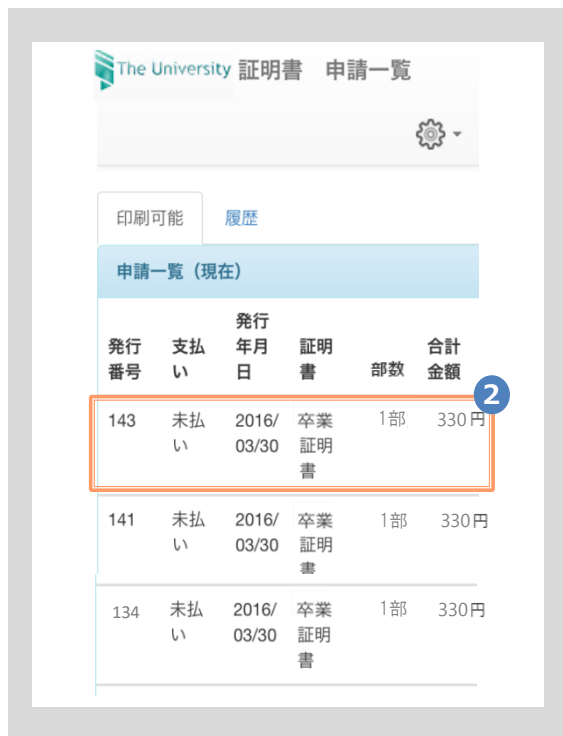 The University 証明書 申請一覧
印刷可能 履歴
申請一覧（現在）
発行番号 支払い 発行年月日 証明書 部数 合計金額
2
143 未払い 2016/03/30 卒業証明書 1部 330円
141 未払い 2016/03/30 卒業証明書 1部 330円
134 未払い 2016/03/30 卒業証明書 1部 330円